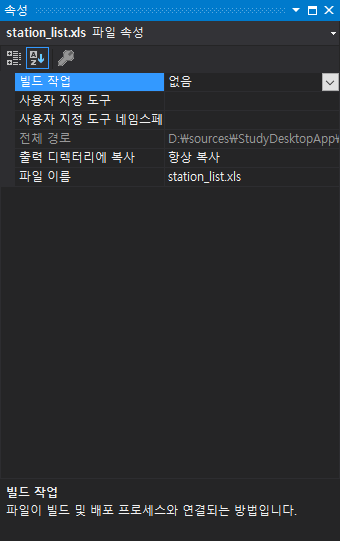 속성
station_list.xls 파일 속성
빌드 작업 없음
사용자 지정 도구
사용자 지정 도구 네임스페
전체 경로 D:₩sources₩StudyDesktopApp₩
출력 디렉터리에 복사 항상 복사
파일 이름 station_list.xls
빌드 작업
파일이 빌드 및 배포 프로세스와 연결되는 방법입니다.